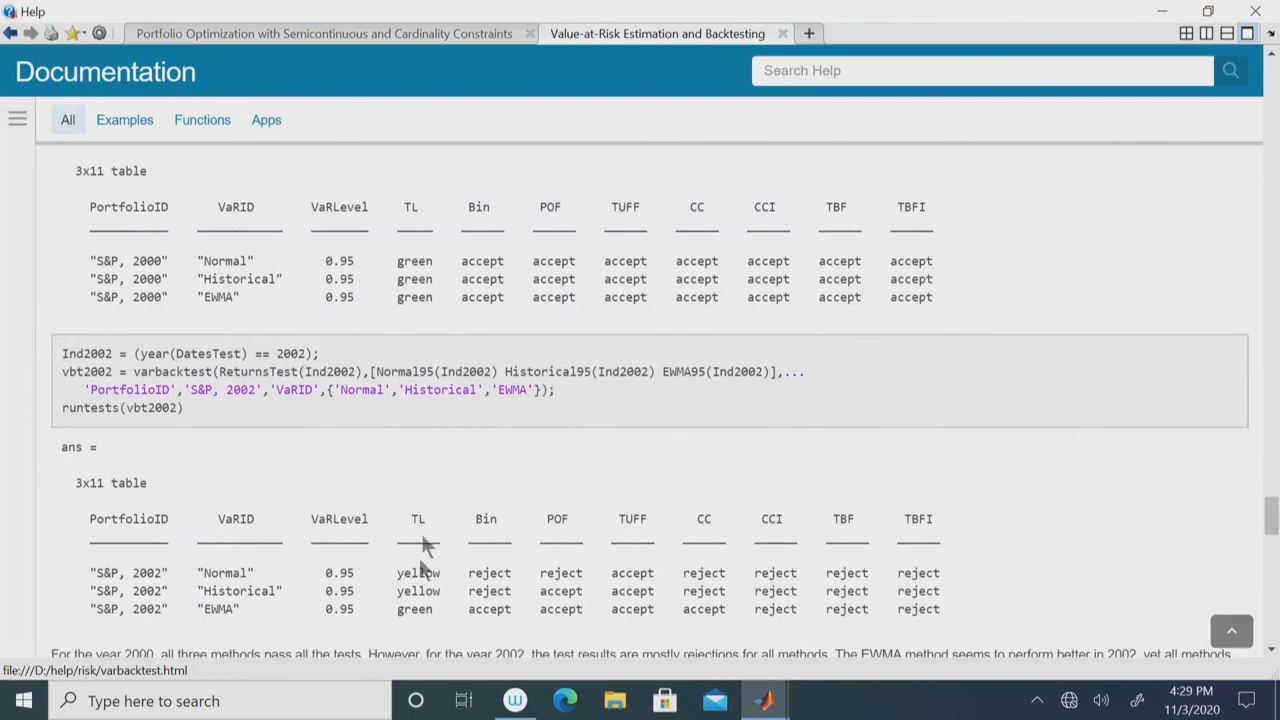 Help
Portfolio Optimization with Semicontinuous and Cardinality Constraints
Value-at-Risk Estimation and Backtesting
Documentation
Search Help
All Examples Functions Apps
3x11 table
PortfolioID VaRID VaRLevel TL Bin POF TUFF CC CCI TBF TBFI
"S&P, 2000" "Normal" 0.95 green accept accept accept accept accept accept accept
"S&P, 2000" "Historical" 0.95 green accept accept accept accept accept accept accept
"S&P, 2000" "EWMA" 0.95 green accept accept accept accept accept accept accept
Ind2002 = (year(DatesTest) == 2002);
vbt2002 = varbacktest(ReturnsTest(Ind2002),[Normal95(Ind2002) Historical95(Ind2002) EWMA95(Ind2002)],...
'PortfolioID','S&P, 2002','VaRID',{'Normal','Historical','EWMA'});
runtests(vbt2002)
ans =
3x11 table
PortfolioID VaRID VaRLevel TL Bin POF TUFF CC CCI TBF TBFI
"S&P, 2002" "Normal" 0.95 yellow reject reject accept reject reject reject reject
"S&P, 2002" "Historical" 0.95 yellow reject accept accept reject reject reject reject
"S&P, 2002" "EWMA" 0.95 green accept accept accept accept reject reject reject
For the year 2000, all three methods pass all the tests. However, for the year 2002, the test results are mostly rejections for all methods. The EWMA method seems to perform better in 2002, yet all methods
file:///D:/help/risk/varbacktest.html
Type here to search
4:29 PM
11/3/2020